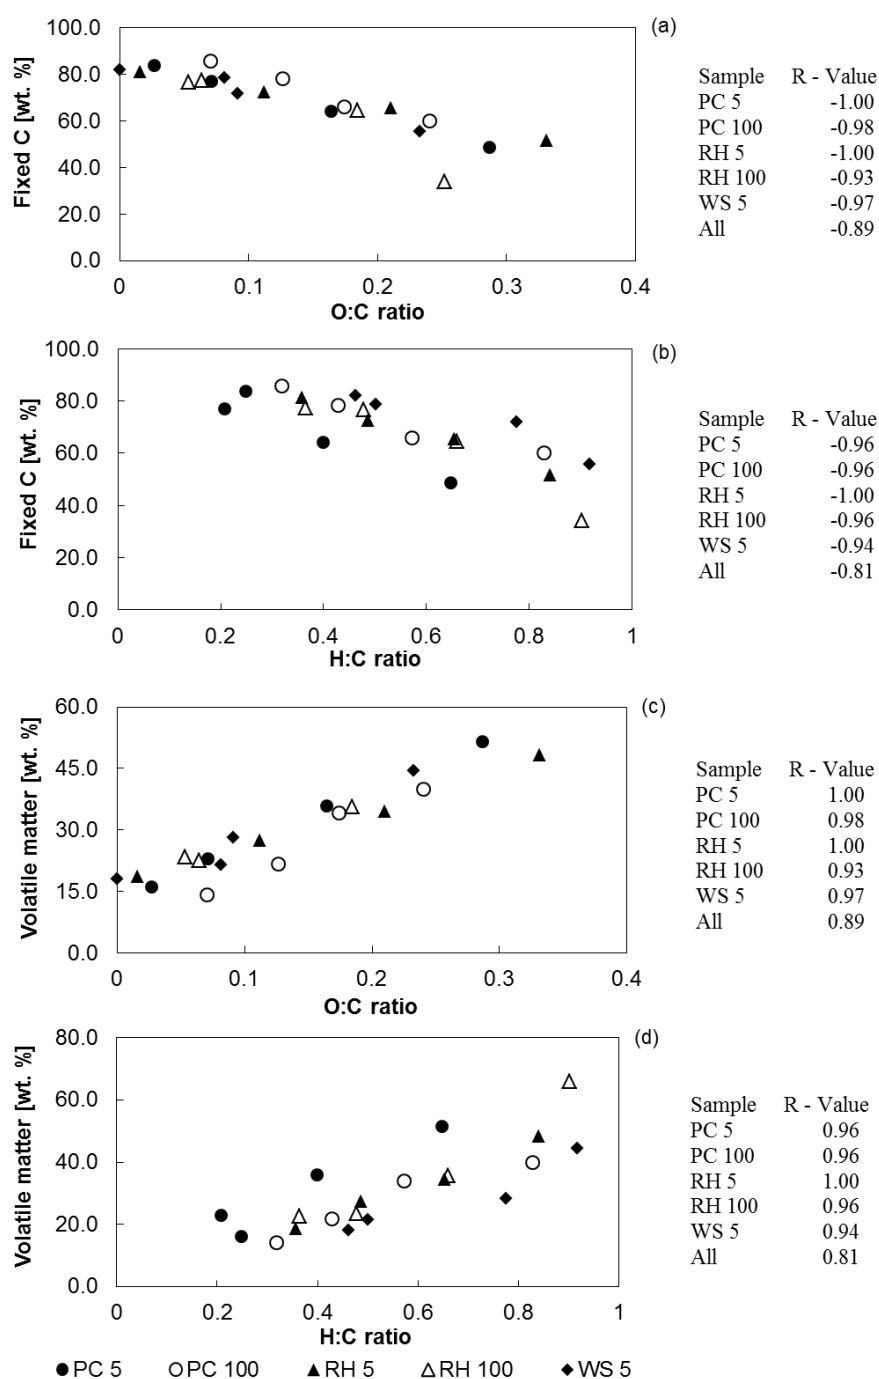 (a)
100.0
80.0
60.0
40.0
20.0
0.0
Fixed C [wt. %]
0 0.1 0.2 0.3 0.4
O:C ratio
Sample R - Value
PC 5 -1.00
PC 100 -0.98
RH 5 -1.00
RH 100 -0.93
WS 5 -0.97
All -0.89
(b)
100.0
80.0
60.0
40.0
20.0
0.0
Fixed C [wt. %]
0 0.2 0.4 0.6 0.8 1
H:C ratio
Sample R - Value
PC 5 -0.96
PC 100 -0.96
RH 5 -1.00
RH 100 -0.96
WS 5 -0.94
All -0.81
(c)
60.0
45.0
30.0
15.0
0.0
Volatile matter [wt. %]
0 0.1 0.2 0.3 0.4
O:C ratio
Sample R - Value
PC 5 1.00
PC 100 0.98
RH 5 1.00
RH 100 0.93
WS 5 0.97
All 0.89
(d)
80.0
60.0
40.0
20.0
0.0
Volatile matter [wt. %]
0 0.2 0.4 0.6 0.8 1
H:C ratio
Sample R - Value
PC 5 0.96
PC 100 0.96
RH 5 1.00
RH 100 0.96
WS 5 0.94
All 0.81
PC 5 PC 100 RH 5 RH 100 WS 5